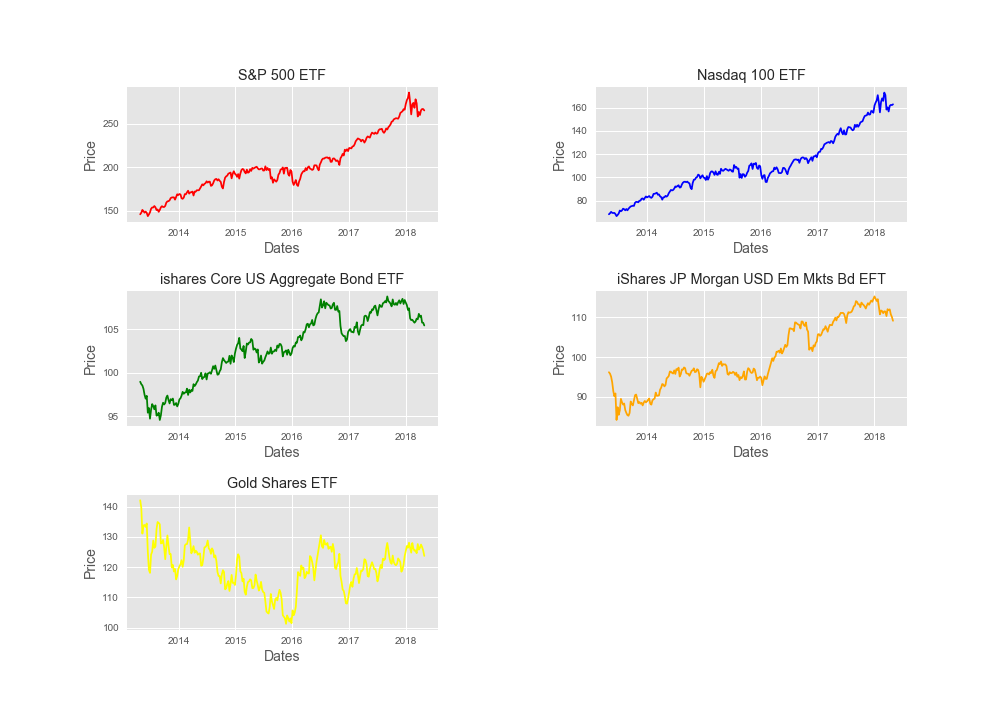 S&P 500 ETF
Price
250
200
150
2014 2015 2016 2017 2018
Dates
Nasdaq 100 ETF
Price
160
140
120
100
80
2014 2015 2016 2017 2018
Dates
ishares Core US Aggregate Bond ETF
Price
105
100
95
2014 2015 2016 2017 2018
Dates
iShares JP Morgan USD Em Mkts Bd EFT
Price
110
100
90
2014 2015 2016 2017 2018
Dates
Gold Shares ETF
Price
140
130
120
110
100
2014 2015 2016 2017 2018
Dates